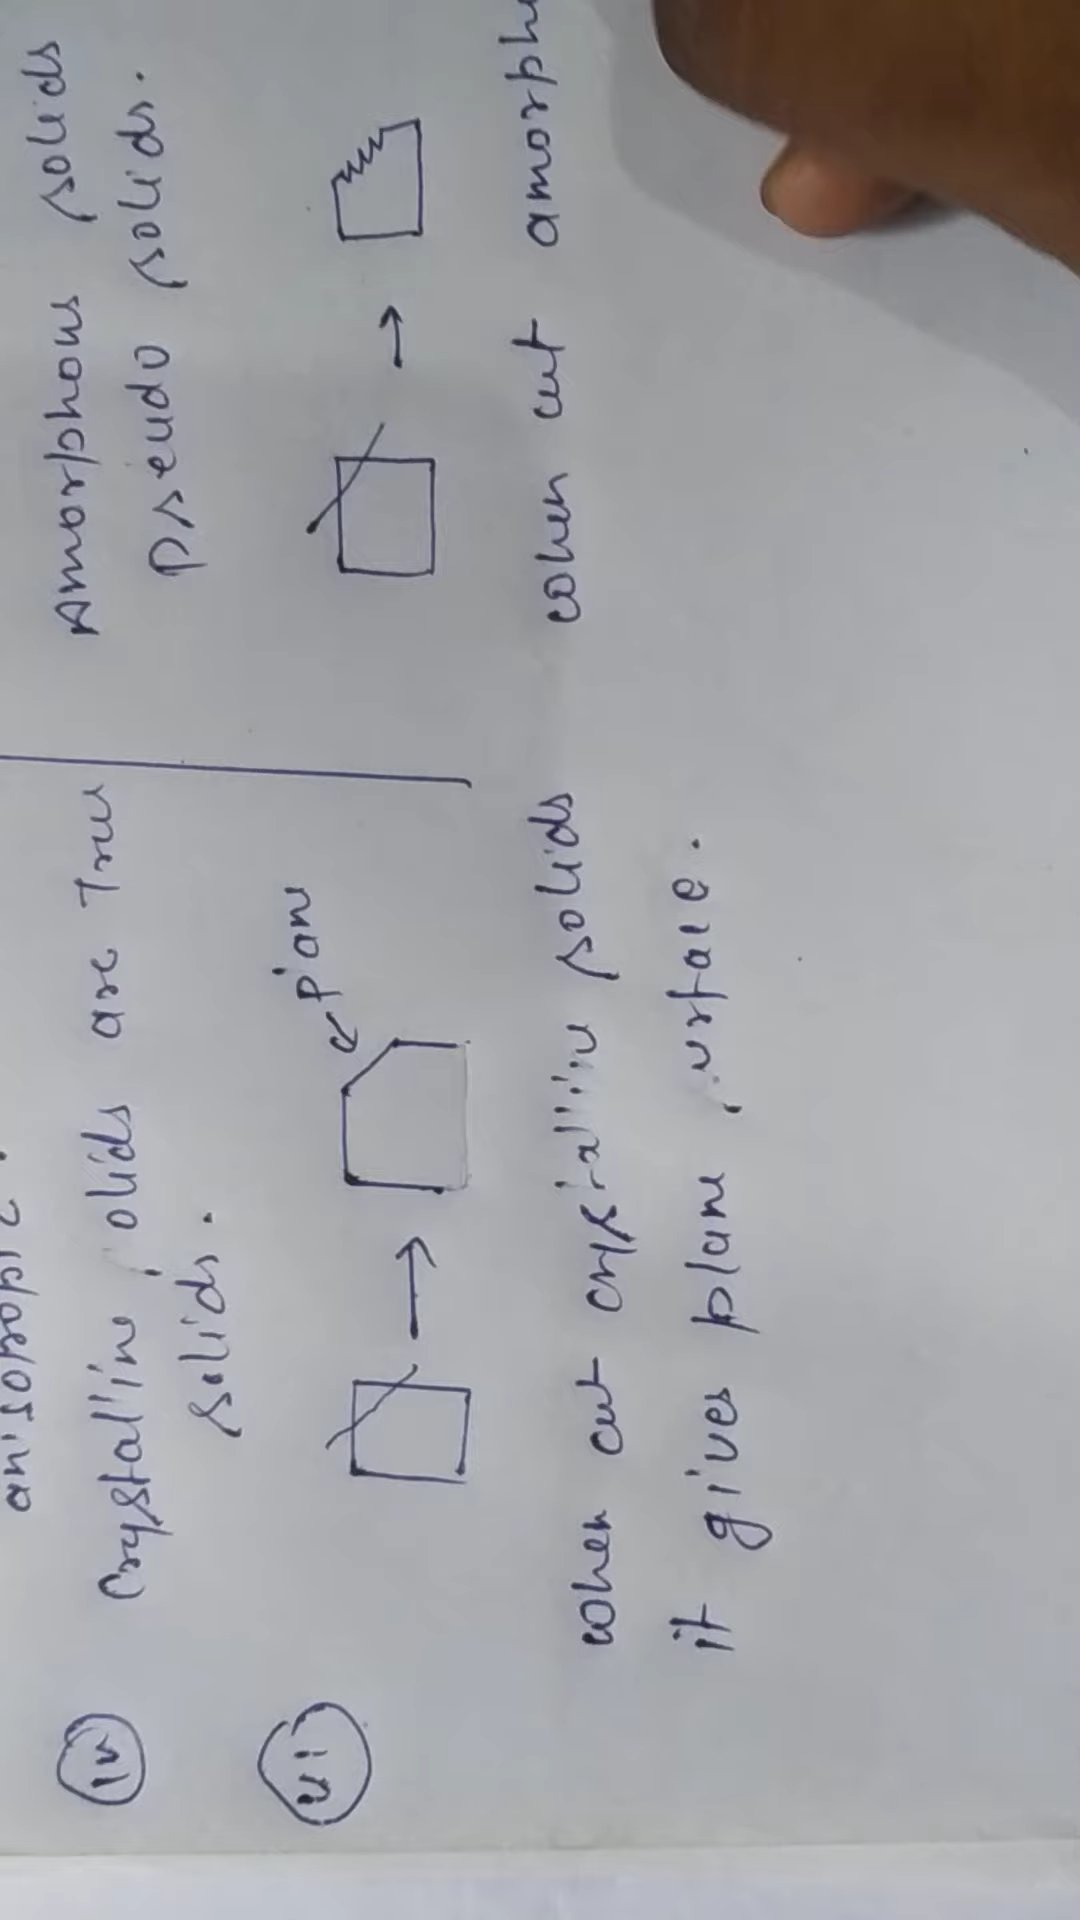 anisotropic.
(iv) Crystalline solids are True
solids.
Amorphous solids
pseudo solids.
(vi)
plane
when cut crystalline solids
it gives plane surface.
when cut amorph